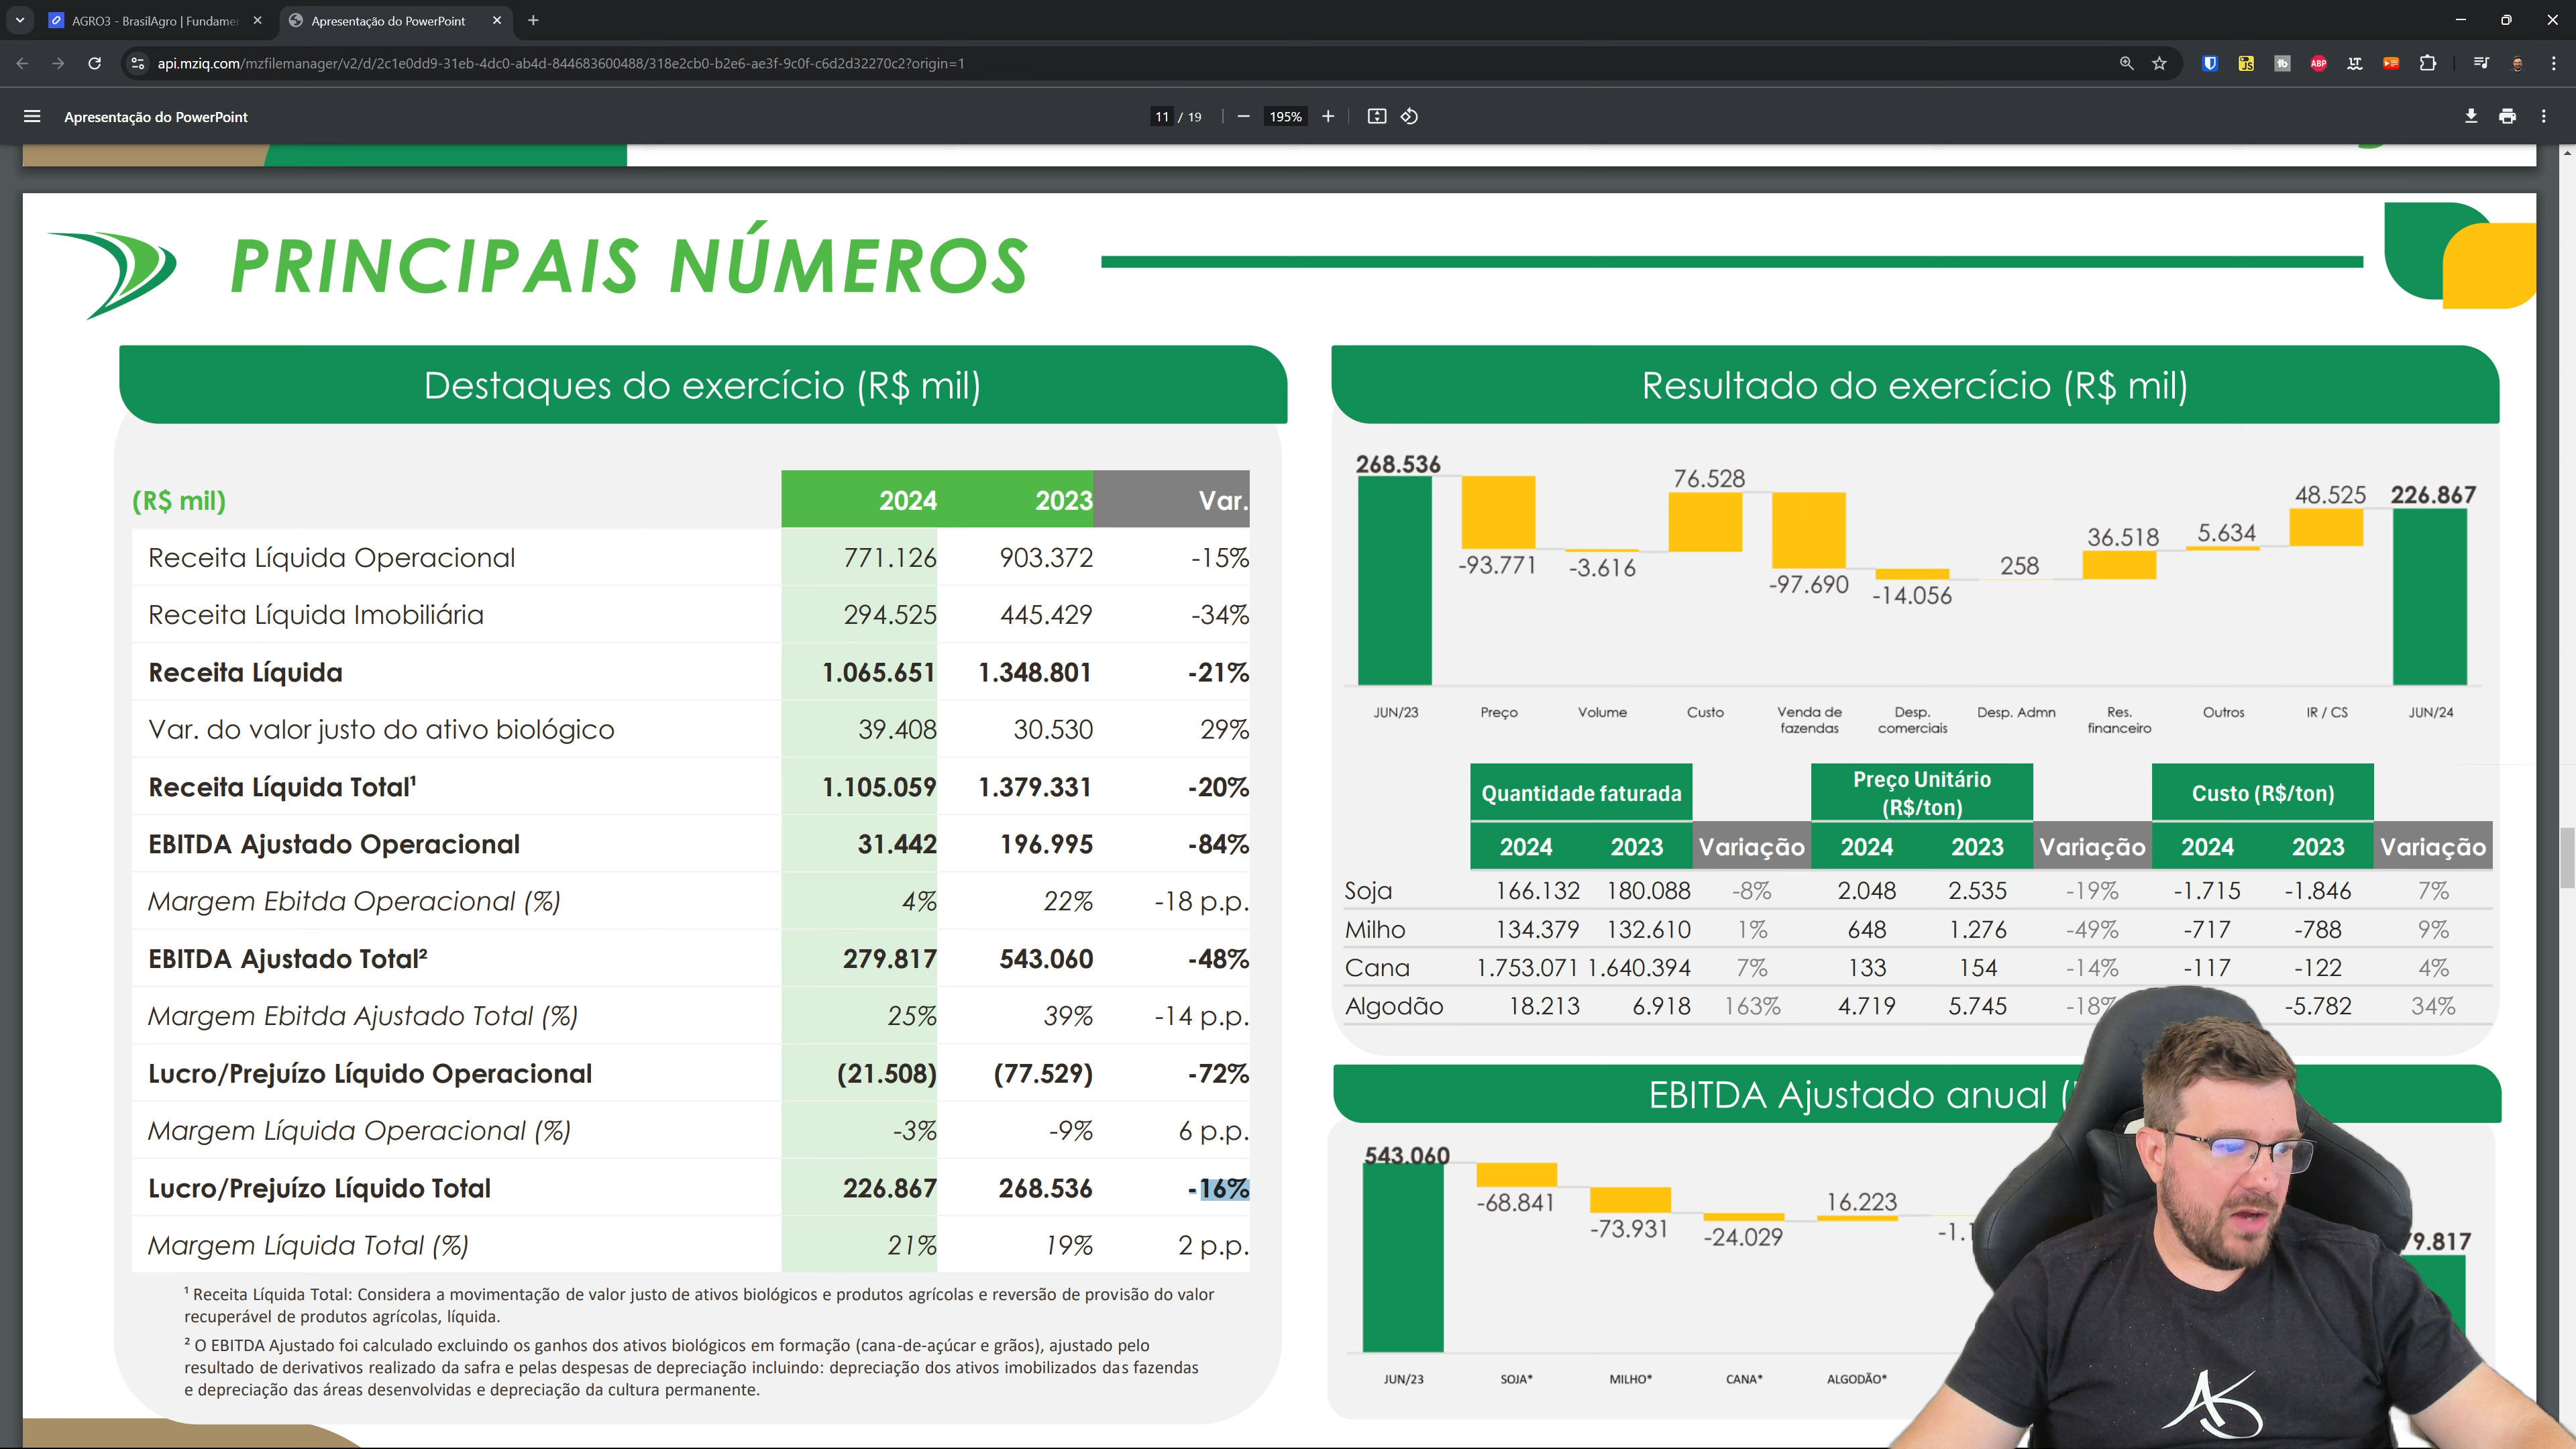 AGRO3 - BrasilAgro | Fundamer
Apresentação do PowerPoint
api.mziq.com/mzfilemanager/v2/d/2c1e0dd9-31eb-4dc0-ab4d-844683600488/318e2cb0-b2e6-ae3f-9c0f-c6d2d32270c2?origin=1
Apresentação do PowerPoint
11 / 19
195%
PRINCIPAIS NÚMEROS
Destaques do exercício (R$ mil)
(R$ mil) 2024 2023 Var.
Receita Líquida Operacional 771.126 903.372 -15%
Receita Líquida Imobiliária 294.525 445.429 -34%
Receita Líquida 1.065.651 1.348.801 -21%
Var. do valor justo do ativo biológico 39.408 30.530 29%
Receita Líquida Total¹ 1.105.059 1.379.331 -20%
EBITDA Ajustado Operacional 31.442 196.995 -84%
Margem Ebitda Operacional (%) 4% 22% -18 p.p.
EBITDA Ajustado Total² 279.817 543.060 -48%
Margem Ebitda Ajustado Total (%) 25% 39% -14 p.p.
Lucro/Prejuízo Líquido Operacional (21.508) (77.529) -72%
Margem Líquida Operacional (%) -3% -9% 6 p.p.
Lucro/Prejuízo Líquido Total 226.867 268.536 -16%
Margem Líquida Total (%) 21% 19% 2 p.p.
¹ Receita Líquida Total: Considera a movimentação de valor justo de ativos biológicos e produtos agrícolas e reversão de provisão do valor
recuperável de produtos agrícolas, líquida.
² O EBITDA Ajustado foi calculado excluindo os ganhos dos ativos biológicos em formação (cana-de-açúcar e grãos), ajustado pelo
resultado de derivativos realizado da safra e pelas despesas de depreciação incluindo: depreciação dos ativos imobilizados das fazendas
e depreciação das áreas desenvolvidas e depreciação da cultura permanente.
Resultado do exercício (R$ mil)
268.536
-93.771
-3.616
76.528
-97.690
-14.056
258
36.518
5.634
48.525
226.867
JUN/23 Preço Volume Custo Venda de Desp. Desp. Admn Res. Outros IR / CS JUN/24
fazendas comerciais financeiro
Quantidade faturada Preço Unitário Custo (R$/ton)
(R$/ton)
2024 2023 Variação 2024 2023 Variação 2024 2023 Variação
Soja 166.132 180.088 -8% 2.048 2.535 -19% -1.715 -1.846 7%
Milho 134.379 132.610 1% 648 1.276 -49% -717 -788 9%
Cana 1.753.071 1.640.394 7% 133 154 -14% -117 -122 4%
Algodão 18.213 6.918 163% 4.719 5.745 -18% -5.782 34%
EBITDA Ajustado anual (
543.060
-68.841
-73.931
-24.029
16.223
-1.1
79.817
JUN/23 SOJA* MILHO* CANA* ALGODÃO*